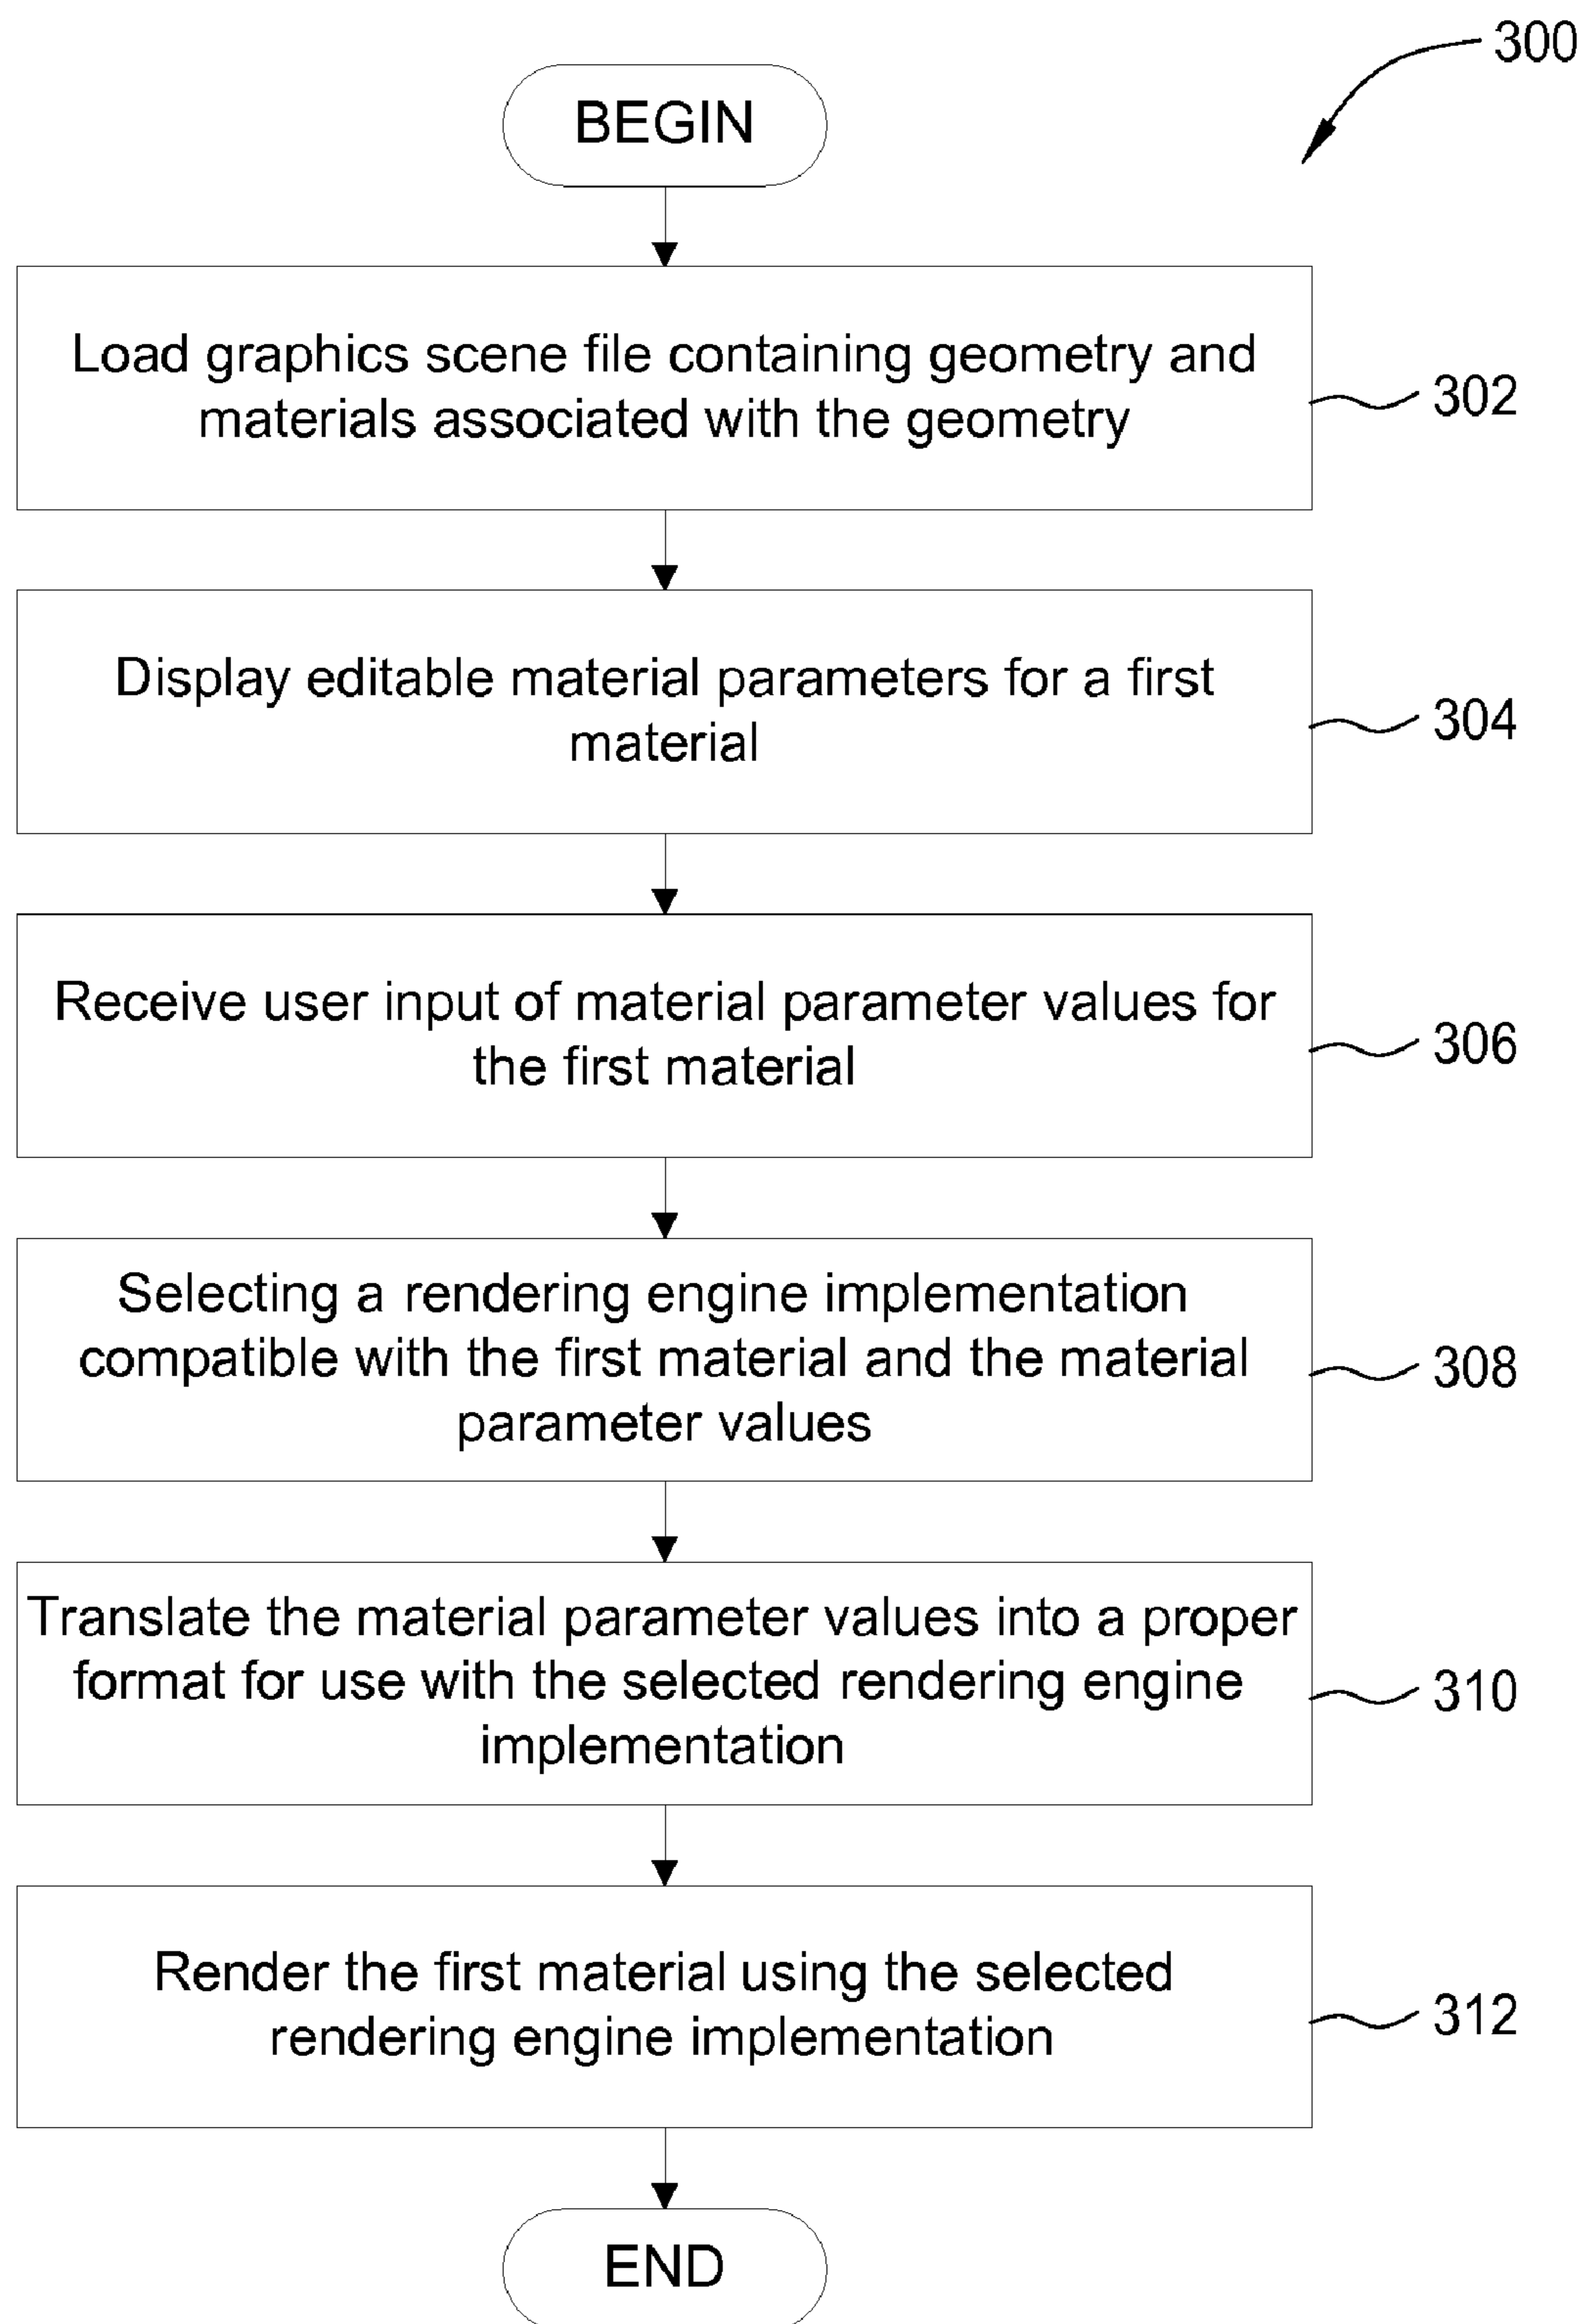 300
BEGIN
Load graphics scene file containing geometry and
materials associated with the geometry
302
Display editable material parameters for a first
material
304
Receive user input of material parameter values for
the first material
306
Selecting a rendering engine implementation
compatible with the first material and the material
parameter values
308
Translate the material parameter values into a proper
format for use with the selected rendering engine
implementation
310
Render the first material using the selected
rendering engine implementation
312
END